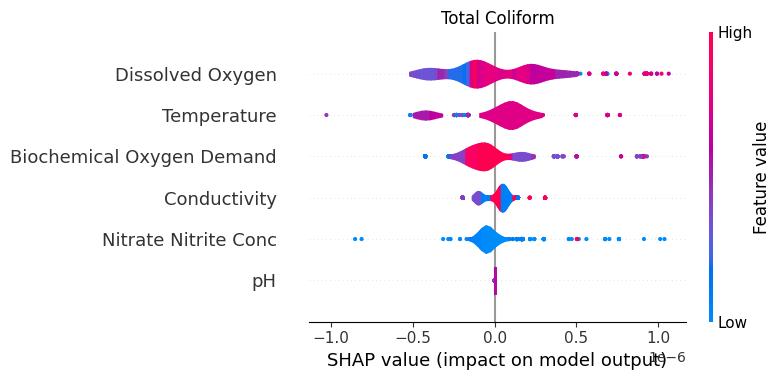 Total Coliform
High
Dissolved Oxygen
Temperature
Biochemical Oxygen Demand
Conductivity
Nitrate Nitrite Conc
pH
Feature value
Low
−1.0 −0.5 0.0 0.5 1.0
1e−6
SHAP value (impact on model output)